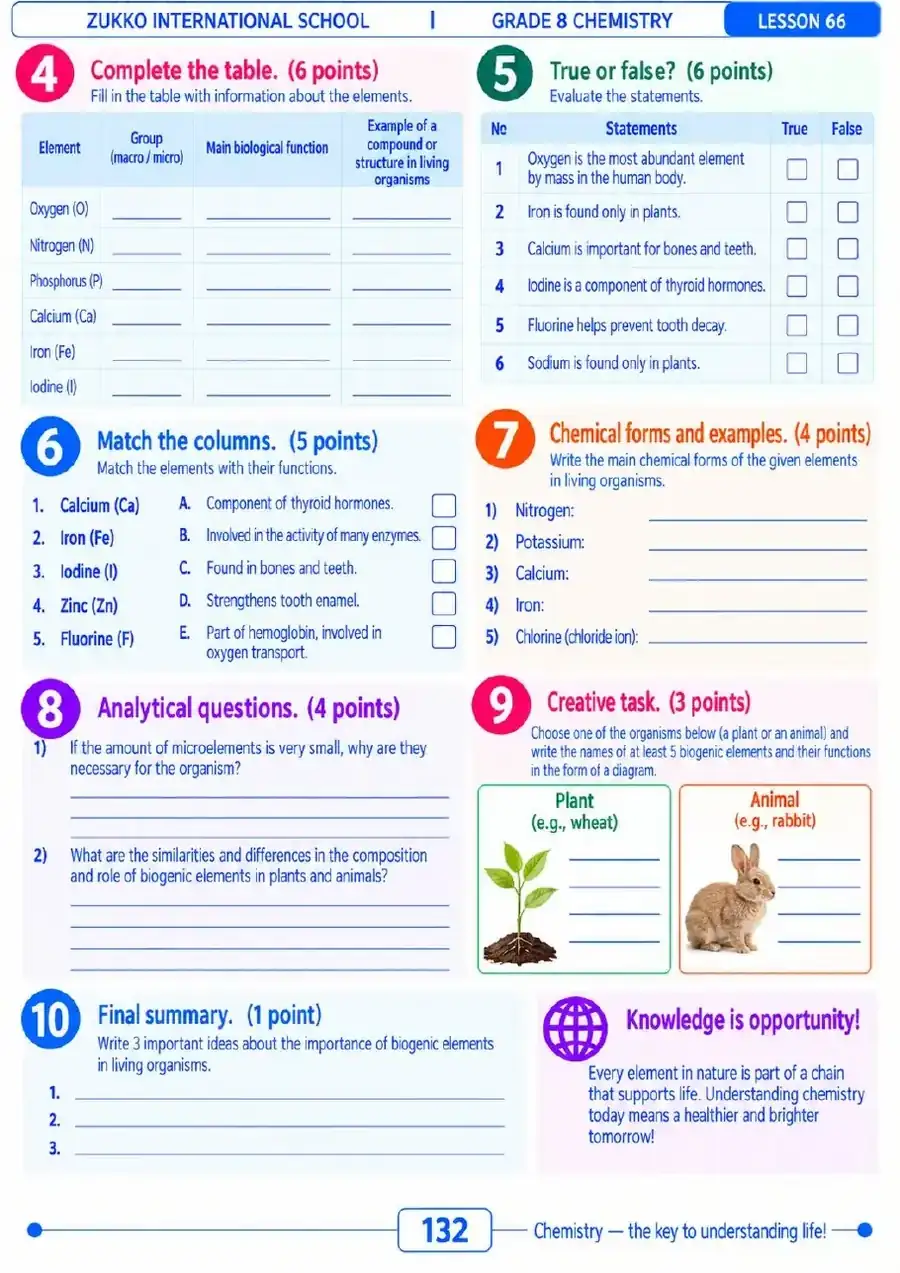 ZUKKO INTERNATIONAL SCHOOL | GRADE 8 CHEMISTRY LESSON 66
4 Complete the table. (6 points)
Fill in the table with information about the elements.
Element
Group
(macro / micro)
Main biological function
Example of a
compound or
structure in living
organisms
Oxygen (O)
Nitrogen (N)
Phosphorus (P)
Calcium (Ca)
Iron (Fe)
Iodine (I)
5 True or false? (6 points)
Evaluate the statements.
No Statements True False
1 Oxygen is the most abundant element
by mass in the human body.
2 Iron is found only in plants.
3 Calcium is important for bones and teeth.
4 Iodine is a component of thyroid hormones.
5 Fluorine helps prevent tooth decay.
6 Sodium is found only in plants.
6 Match the columns. (5 points)
Match the elements with their functions.
1. Calcium (Ca) A. Component of thyroid hormones.
2. Iron (Fe) B. Involved in the activity of many enzymes.
3. Iodine (I) C. Found in bones and teeth.
4. Zinc (Zn) D. Strengthens tooth enamel.
5. Fluorine (F) E. Part of hemoglobin, involved in
oxygen transport.
7 Chemical forms and examples. (4 points)
Write the main chemical forms of the given elements
in living organisms.
1) Nitrogen:
2) Potassium:
3) Calcium:
4) Iron:
5) Chlorine (chloride ion):
8 Analytical questions. (4 points)
1) If the amount of microelements is very small, why are they
necessary for the organism?
2) What are the similarities and differences in the composition
and role of biogenic elements in plants and animals?
9 Creative task. (3 points)
Choose one of the organisms below (a plant or an animal) and
write the names of at least 5 biogenic elements and their functions
in the form of a diagram.
Plant
(e.g., wheat)
Animal
(e.g., rabbit)
10 Final summary. (1 point)
Write 3 important ideas about the importance of biogenic elements
in living organisms.
1.
2.
3.
Knowledge is opportunity!
Every element in nature is part of a chain
that supports life. Understanding chemistry
today means a healthier and brighter
tomorrow!
132 Chemistry — the key to understanding life!